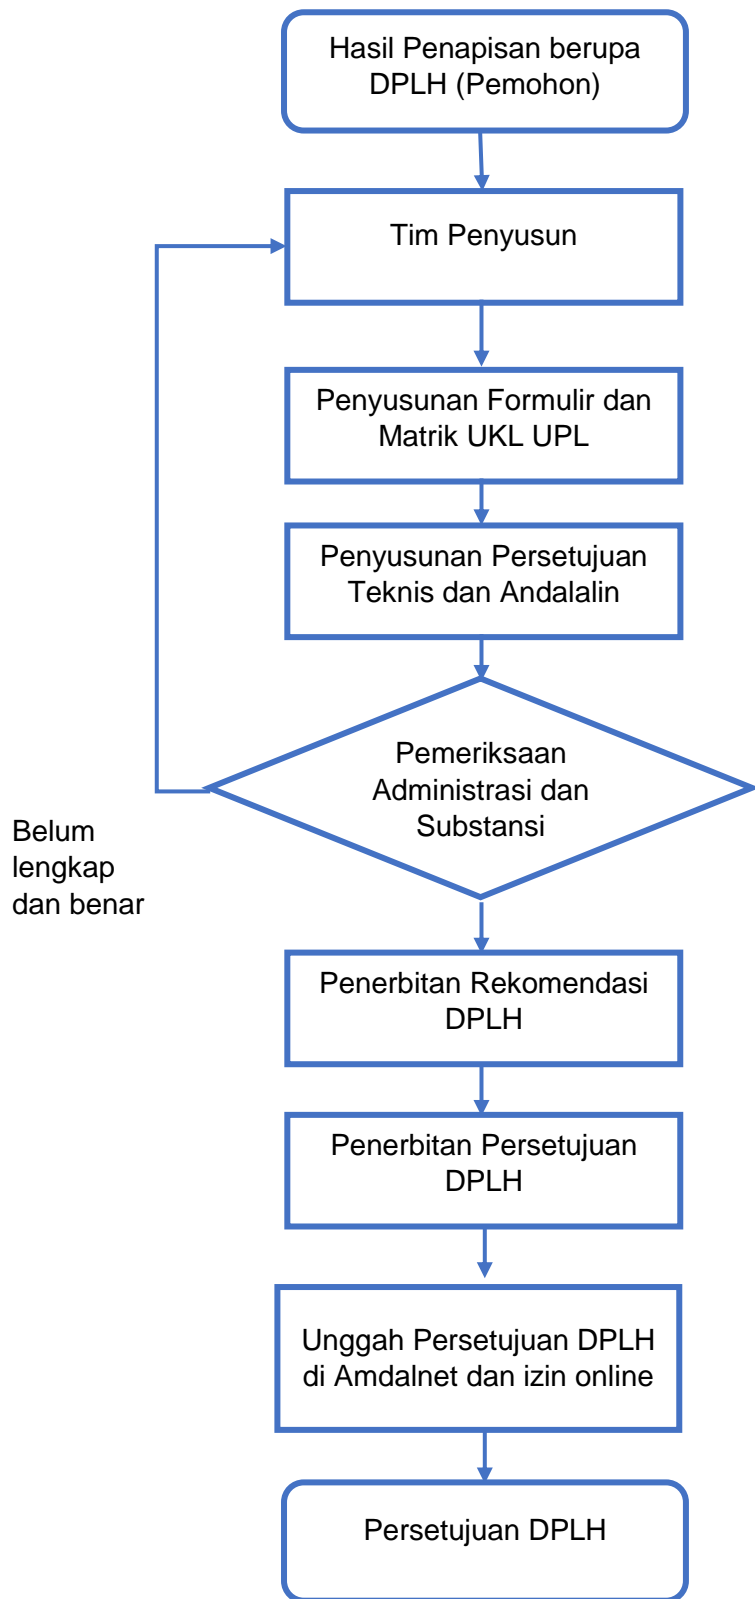 Hasil Penapisan berupa
DPLH (Pemohon)
Tim Penyusun
Penyusunan Formulir dan
Matrik UKL UPL
Penyusunan Persetujuan
Teknis dan Andalalin
Pemeriksaan
Administrasi dan
Substansi
Belum
lengkap
dan benar
Penerbitan Rekomendasi
DPLH
Penerbitan Persetujuan
DPLH
Unggah Persetujuan DPLH
di Amdalnet dan izin online
Persetujuan DPLH